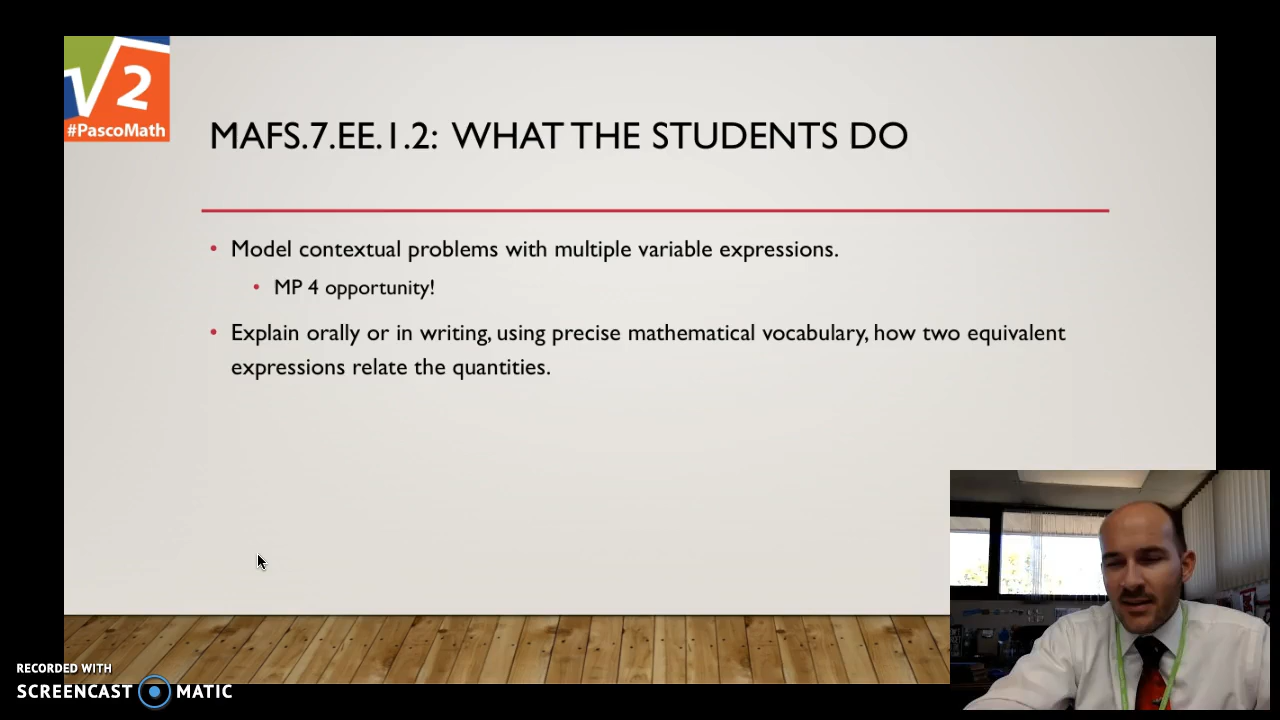 √2
#PascoMath
MAFS.7.EE.1.2: WHAT THE STUDENTS DO
• Model contextual problems with multiple variable expressions.
• MP 4 opportunity!
• Explain orally or in writing, using precise mathematical vocabulary, how two equivalent
expressions relate the quantities.
RECORDED WITH
SCREENCAST MATIC